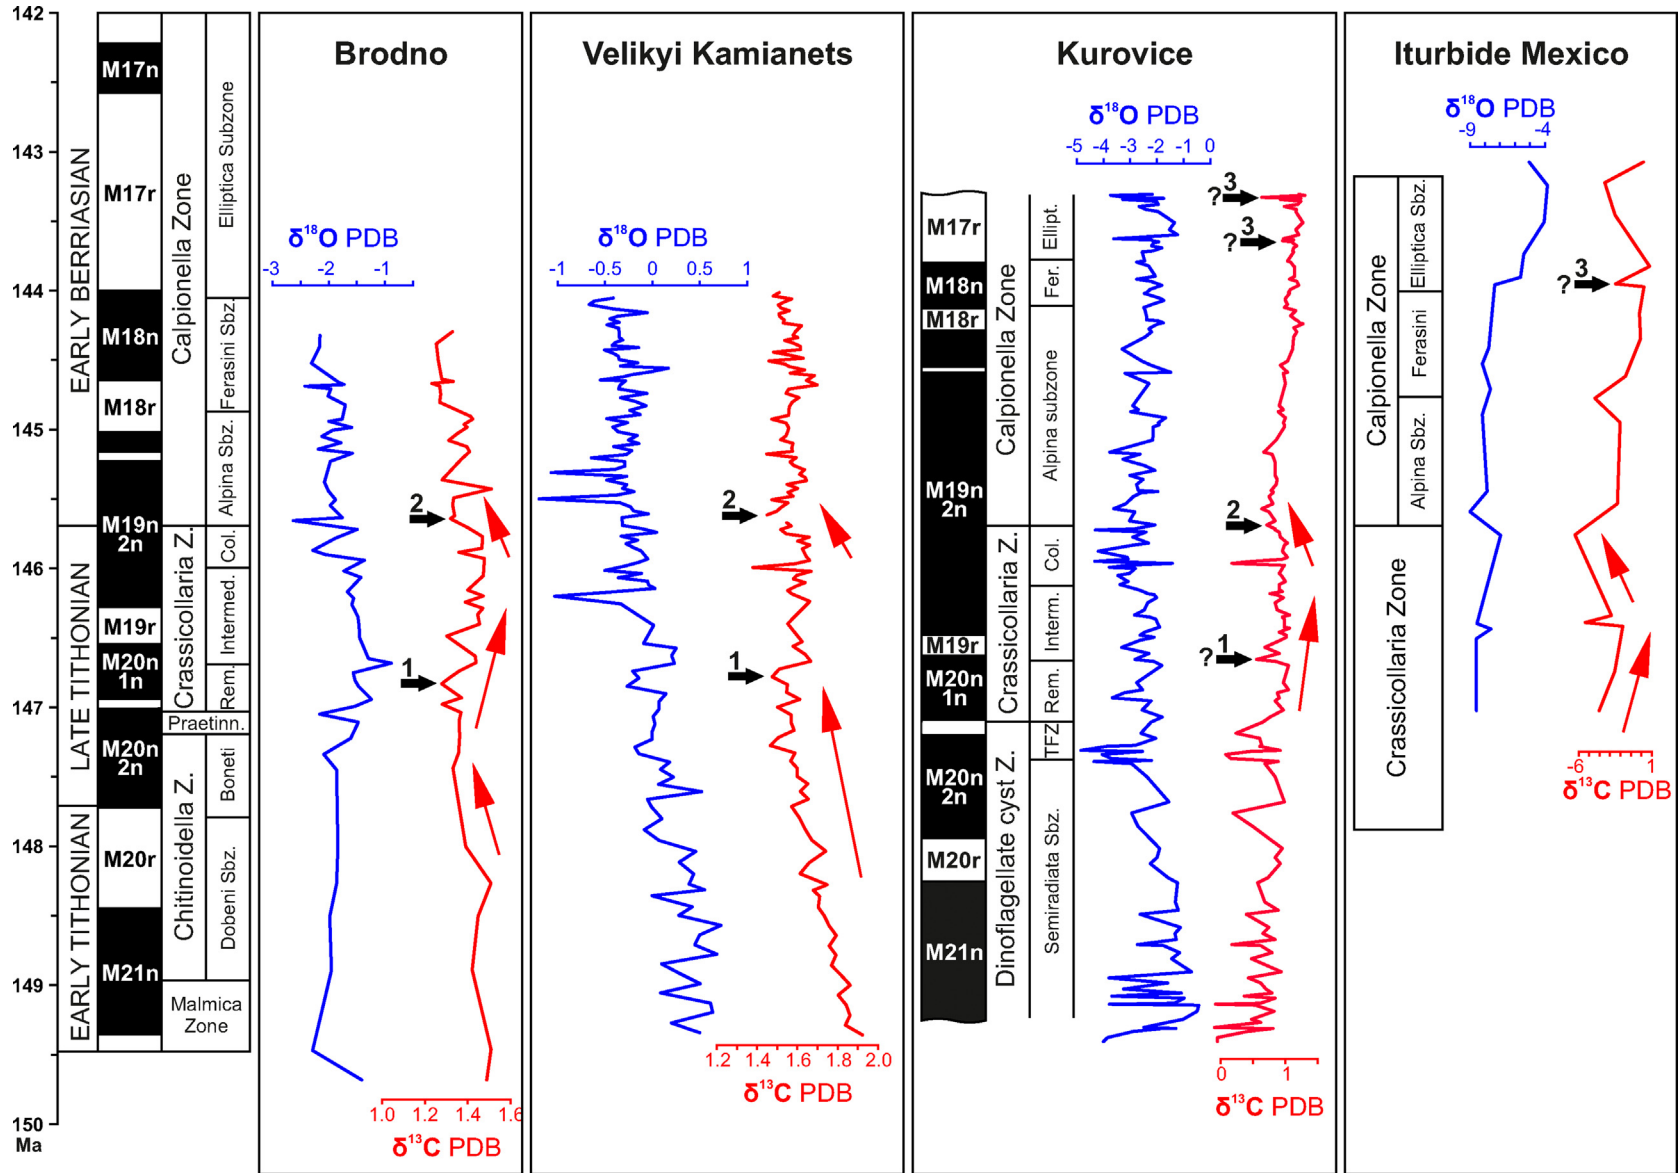 142
143
144
145
146
147
148
149
150
Ma
EARLY BERRIASIAN
LATE TITHONIAN
EARLY TITHONIAN
M17n
M17r
M18n
M18r
M19n
2n
M19r
M20n
1n
M20n
2n
M20r
M21n
Calpionella Zone
Crassicollaria Z.
Chitinoidella Z.
Elliptica Subzone
Ferasini Sbz.
Alpina Sbz.
Col.
Intermed.
Rem.
Praetinn.
Boneti
Dobeni Sbz.
Malmica
Zone
Brodno
δ18O PDB
-3 -2 -1
2
1
1.0 1.2 1.4 1.6
δ13C PDB
Velikyi Kamianets
δ18O PDB
-1 -0.5 0 0.5 1
2
1
1.2 1.4 1.6 1.8 2.0
δ13C PDB
Kurovice
δ18O PDB
-5 -4 -3 -2 -1 0
M17r
M18n
M18r
M19n
2n
M19r
M20n
1n
M20n
2n
M20r
M21n
Calpionella Zone
Crassicollaria Z.
Dinoflagellate cyst Z.
Ellipt.
Fer.
Alpina subzone
Col.
Interm.
Rem.
TFZ
Semiradiata Sbz.
? 3
? 3
2
? 1
0 1
δ13C PDB
Iturbide Mexico
δ18O PDB
-9 -4
Calpionella Zone
Crassicollaria Zone
Elliptica Sbz.
Ferasini
Alpina Sbz.
? 3
-6 1
δ13C PDB